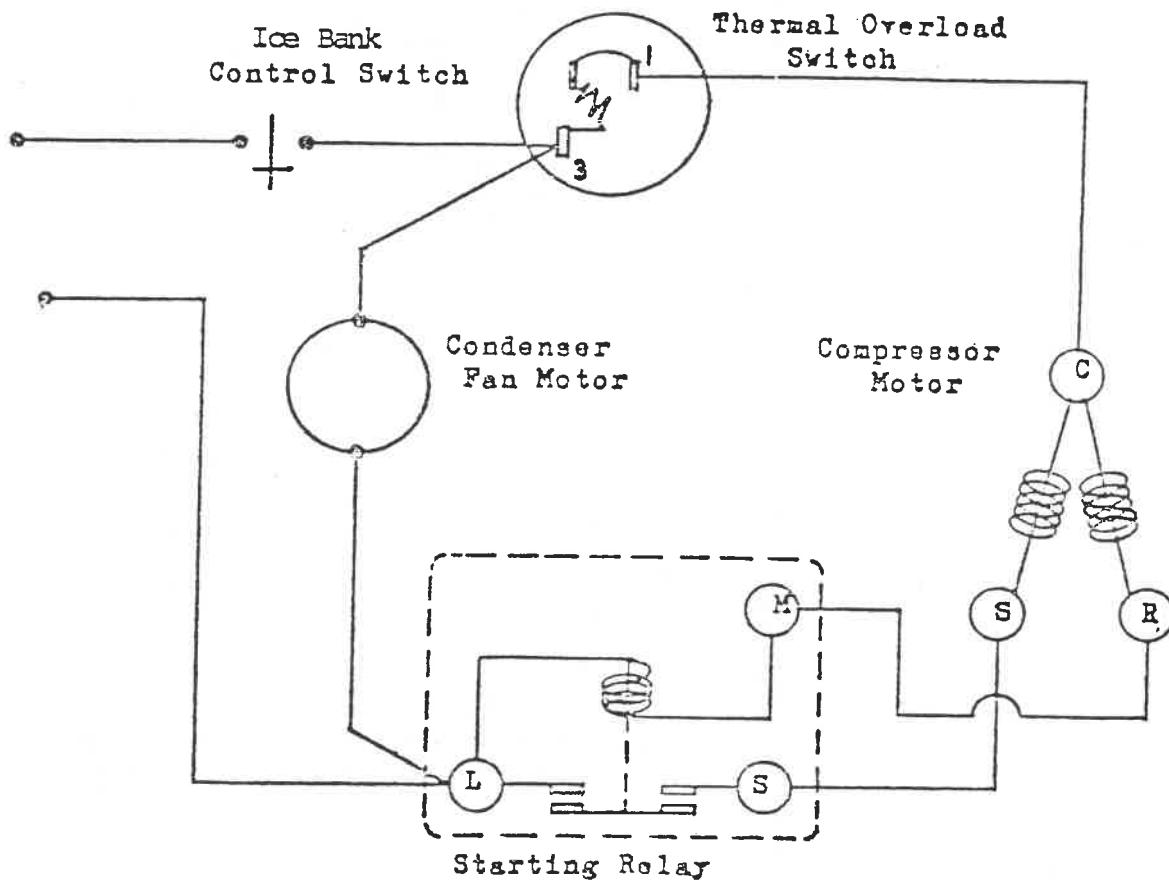 Ice Bank
Control Switch
Thermal Overload
Switch
1
3
Condenser
Fan Motor
Compressor
Motor
C
S
R
M
L
S
Starting Relay